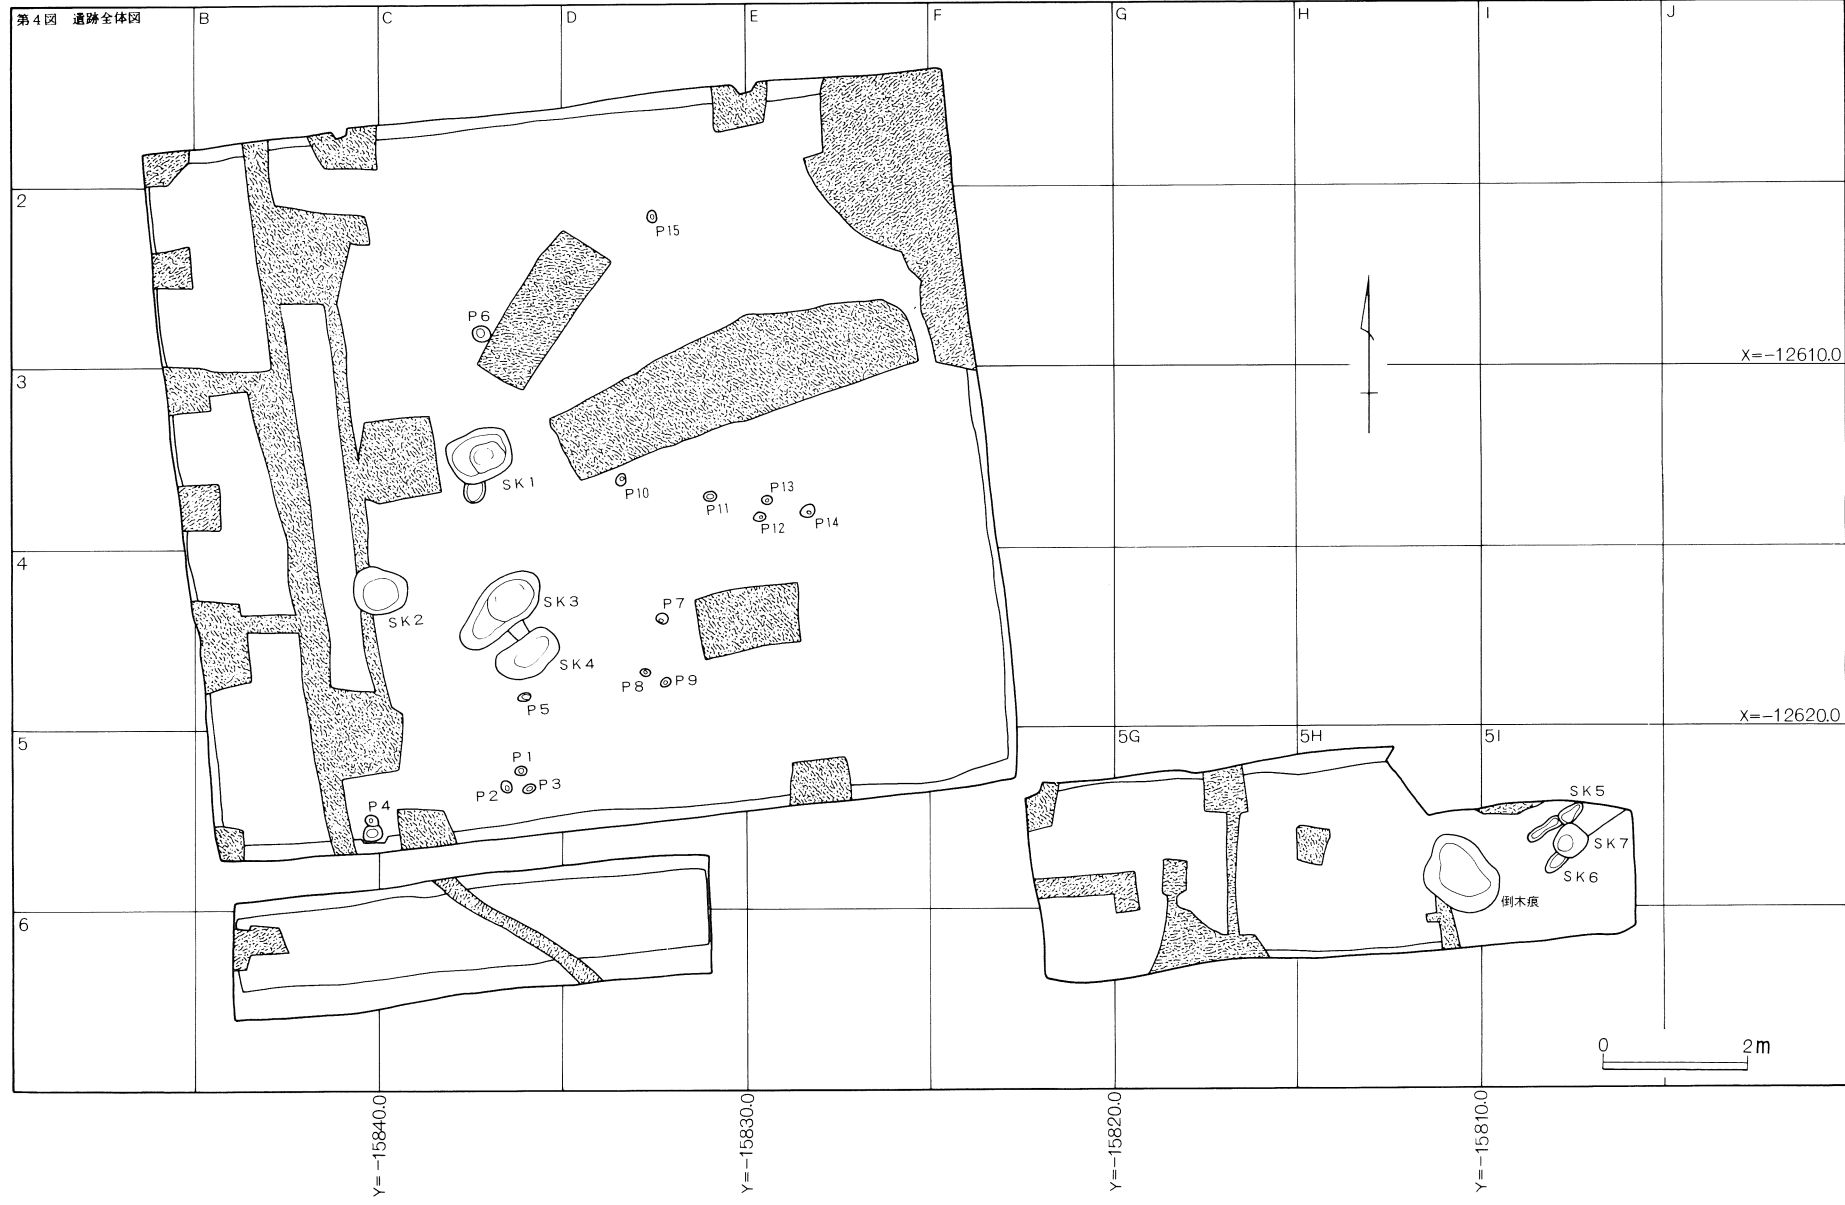 第4図　遺跡全体図
B
C
D
E
F
G
H
I
J
2
P15
P6
X=-12610.0
3
SK1
P10
P11
P13
P12
P14
4
SK2
SK3
SK4
P7
P8
P9
P5
X=-12620.0
5
5G
5H
5I
P1
P2
P3
P4
SK5
SK7
SK6
倒木痕
6
0
2m
Y=-15840.0
Y=-15830.0
Y=-15820.0
Y=-15810.0